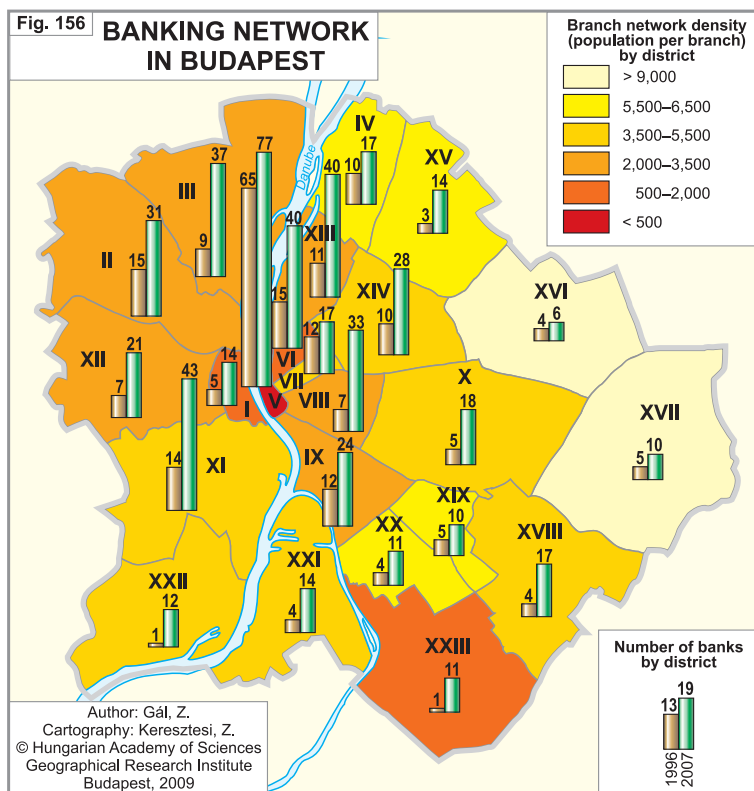 Fig. 156
BANKING NETWORK
IN BUDAPEST
Branch network density
(population per branch)
by district
> 9,000
5,500–6,500
3,500–5,500
2,000–3,500
500–2,000
< 500
Danube
IV
10 17
XV
3 14
III
9 37
65 77
II
15 31
15 40
XIII
11 40
XIV
10 28
XVI
4 6
XII
7 21
I
5 14
VI
12 17
VII
V
VIII
7 33
X
5 18
XVII
5 10
XI
14 43
IX
12 24
XIX
5 10
XX
4 11
XVIII
4 17
XXII
1 12
XXI
4 14
XXIII
1 11
Number of banks
by district
13 19
1996
2007
Author: Gál, Z.
Cartography: Keresztesi, Z.
© Hungarian Academy of Sciences
Geographical Research Institute
Budapest, 2009